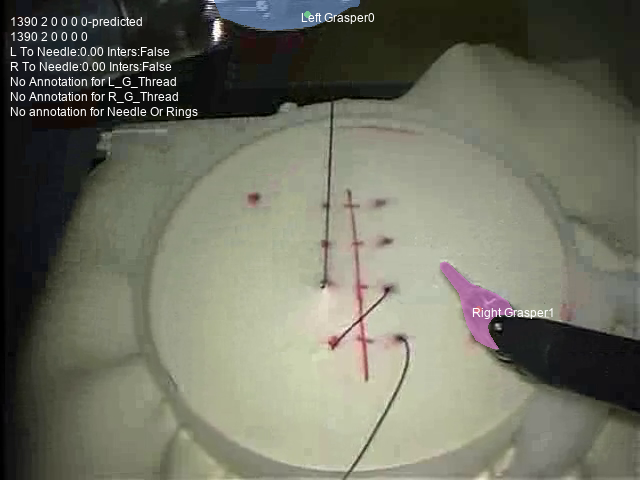 1390 2 0 0 0 0-predicted
1390 2 0 0 0 0
L To Needle:0.00 Inters:False
R To Needle:0.00 Inters:False
No Annotation for L_G_Thread
No Annotation for R_G_Thread
No annotation for Needle Or Rings
Left Grasper0
Right Grasper1